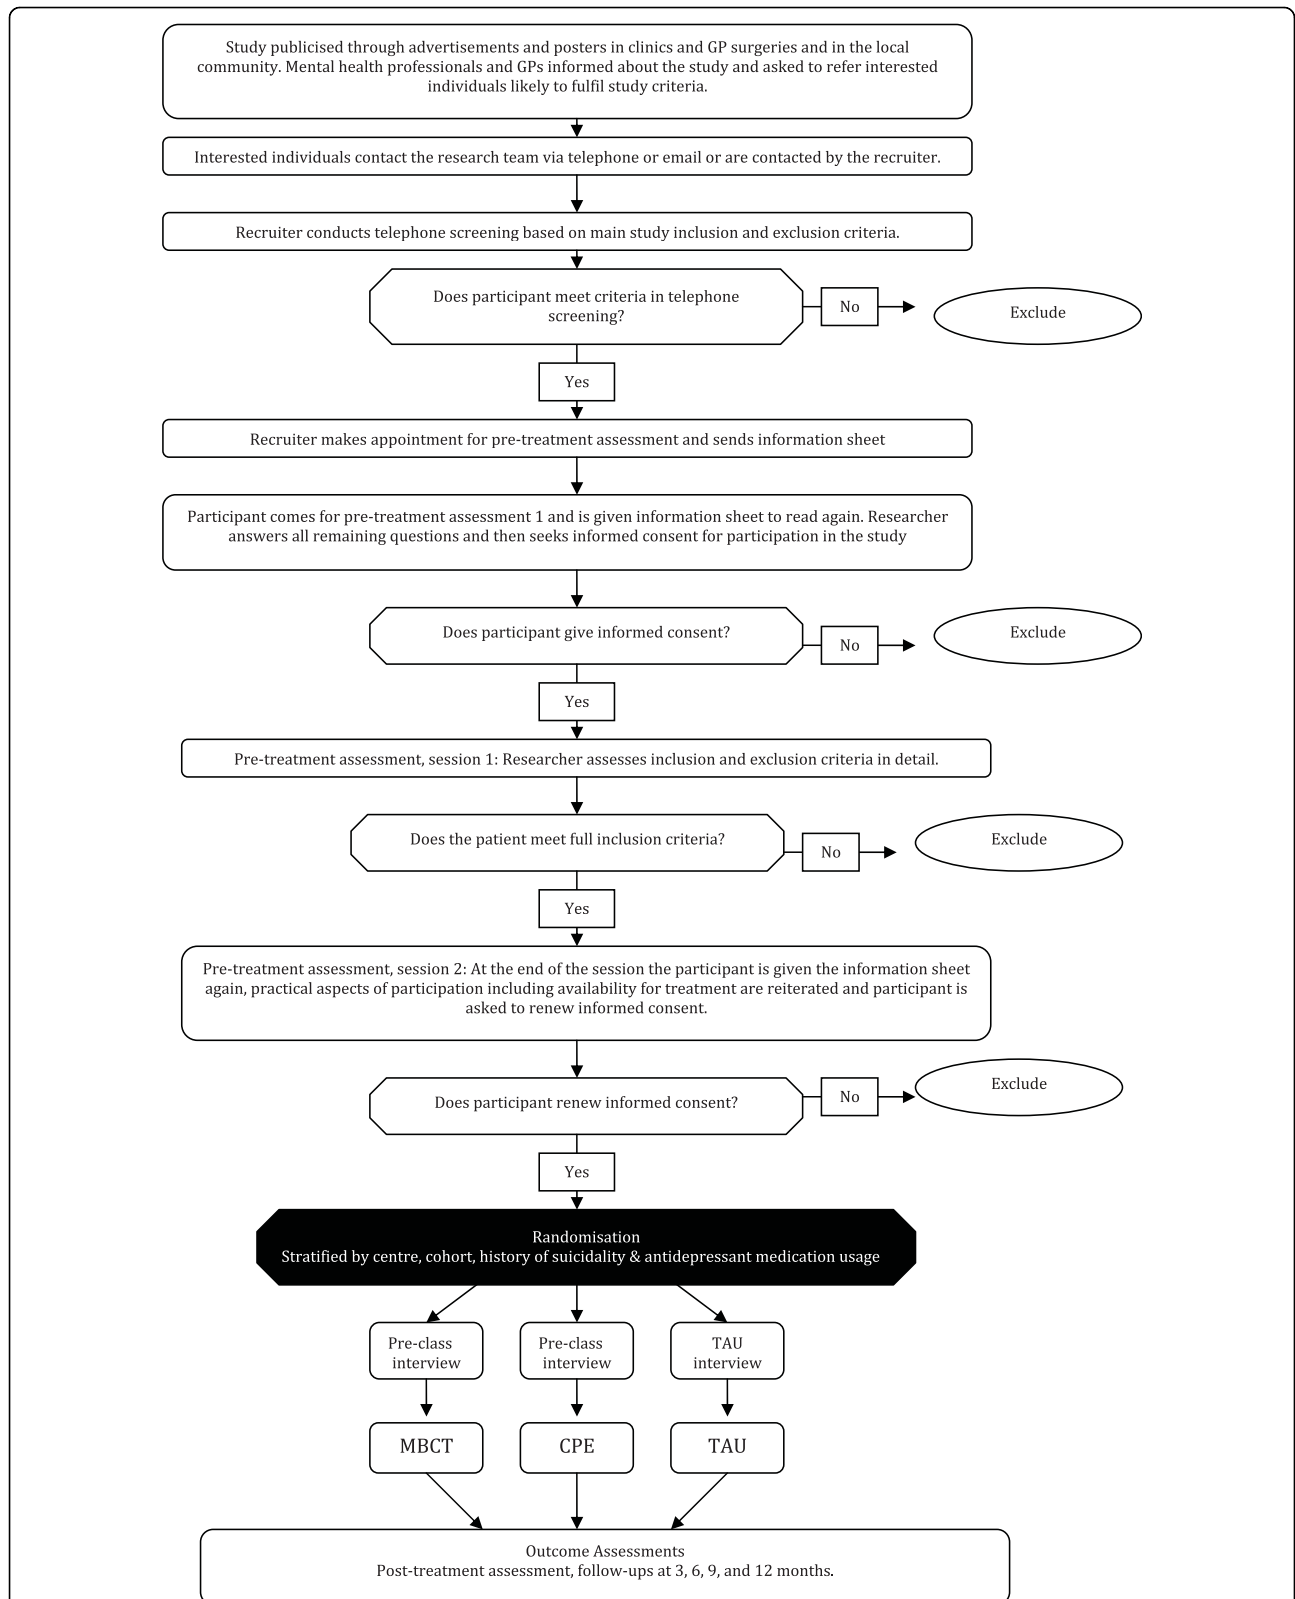 Study publicised through advertisements and posters in clinics and GP surgeries and in the local
community. Mental health professionals and GPs informed about the study and asked to refer interested
individuals likely to fulfil study criteria.
Interested individuals contact the research team via telephone or email or are contacted by the recruiter.
Recruiter conducts telephone screening based on main study inclusion and exclusion criteria.
Does participant meet criteria in telephone
screening?
No
Exclude
Yes
Recruiter makes appointment for pre-treatment assessment and sends information sheet
Participant comes for pre-treatment assessment 1 and is given information sheet to read again. Researcher
answers all remaining questions and then seeks informed consent for participation in the study
Does participant give informed consent?
No
Exclude
Yes
Pre-treatment assessment, session 1: Researcher assesses inclusion and exclusion criteria in detail.
Does the patient meet full inclusion criteria?
No
Exclude
Yes
Pre-treatment assessment, session 2: At the end of the session the participant is given the information sheet
again, practical aspects of participation including availability for treatment are reiterated and participant is
asked to renew informed consent.
Does participant renew informed consent?
No
Exclude
Yes
Randomisation
Stratified by centre, cohort, history of suicidality & antidepressant medication usage
Pre-class
interview
Pre-class
interview
TAU
interview
MBCT
CPE
TAU
Outcome Assessments
Post-treatment assessment, follow-ups at 3, 6, 9, and 12 months.